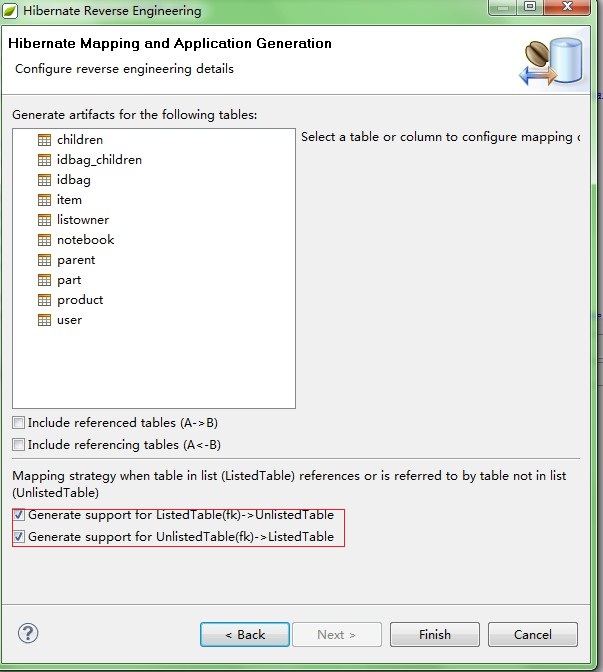 Hibernate Reverse Engineering
Hibernate Mapping and Application Generation
Configure reverse engineering details
Generate artifacts for the following tables:
Select a table or column to configure mapping
children
idbag_children
idbag
item
listowner
notebook
parent
part
product
user
Include referenced tables (A->B)
Include referencing tables (A<-B)
Mapping strategy when table in list (ListedTable) references or is referred to by table not in list
(UnlistedTable)
Generate support for ListedTable(fk)->UnlistedTable
Generate support for UnlistedTable(fk)->ListedTable
< Back
Next >
Finish
Cancel